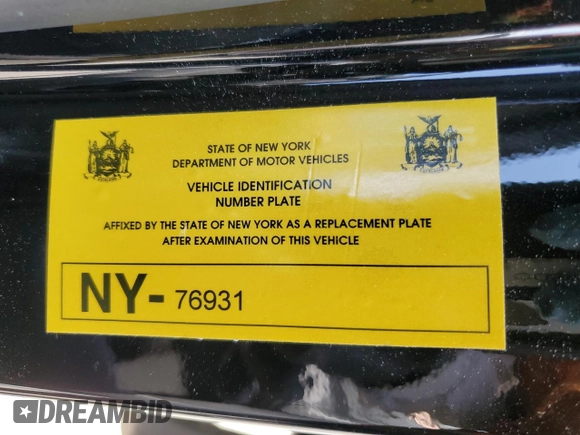 STATE OF NEW YORK
DEPARTMENT OF MOTOR VEHICLES
VEHICLE IDENTIFICATION
NUMBER PLATE
AFFIXED BY THE STATE OF NEW YORK AS A REPLACEMENT PLATE
AFTER EXAMINATION OF THIS VEHICLE
NY- 76931
DREAMBID